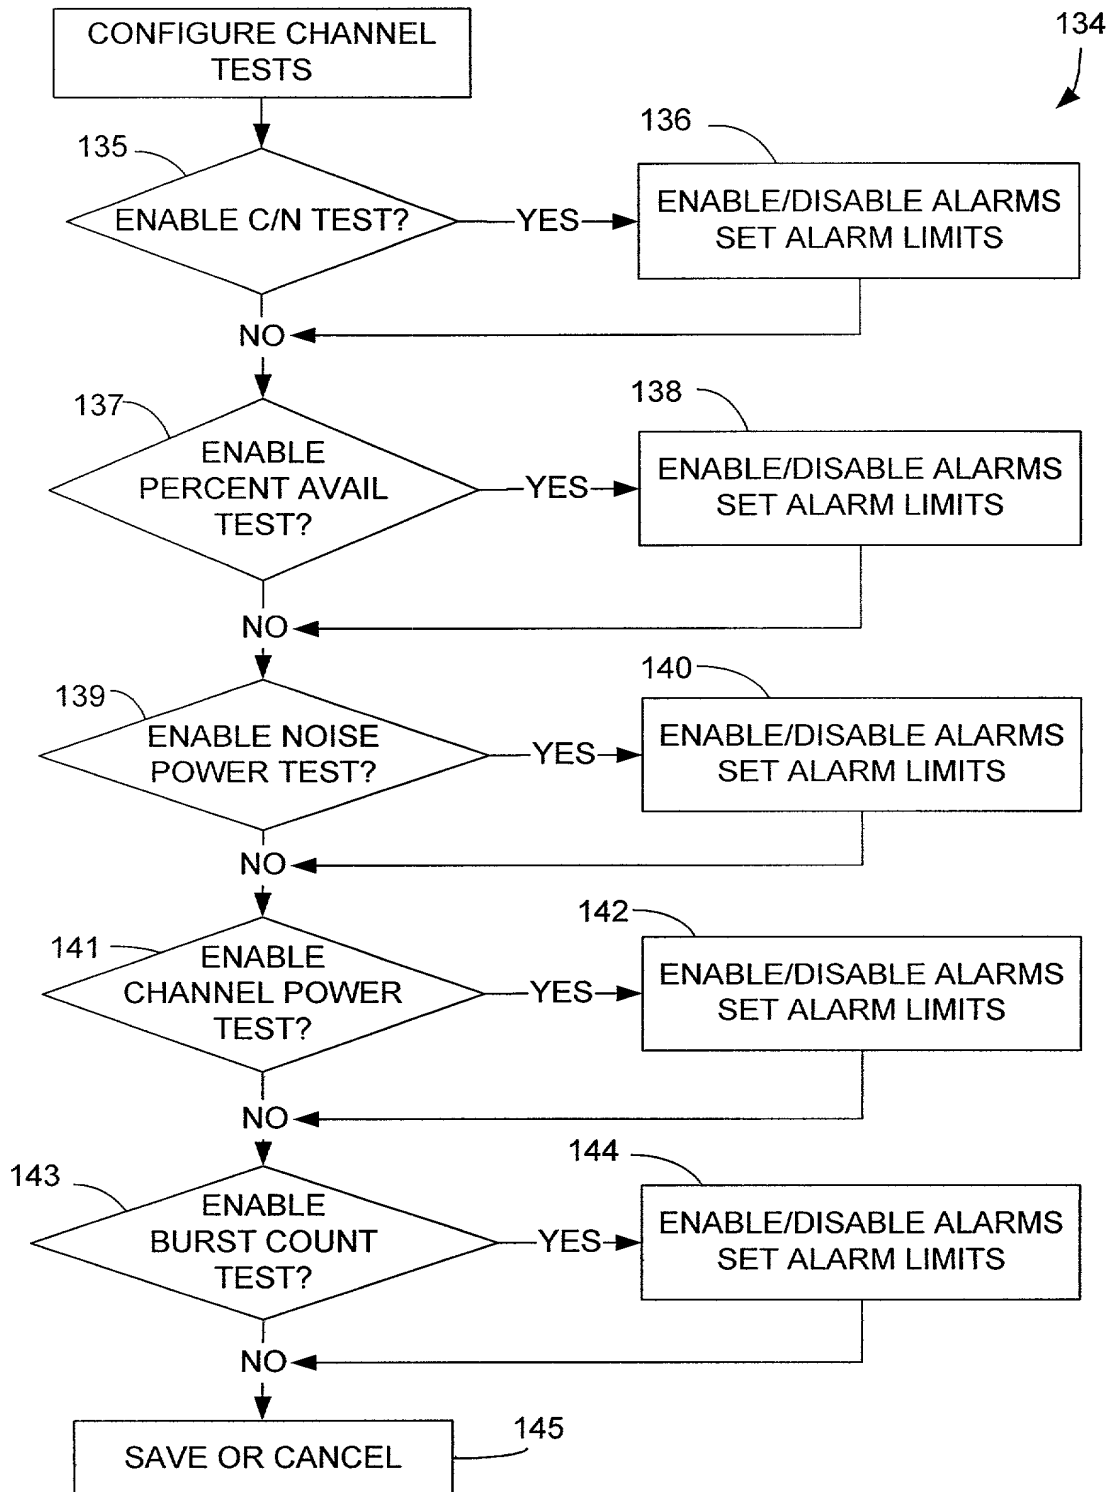 CONFIGURE CHANNEL
TESTS
134
135
ENABLE C/N TEST?
YES
136
ENABLE/DISABLE ALARMS
SET ALARM LIMITS
NO
137
ENABLE
PERCENT AVAIL
TEST?
YES
138
ENABLE/DISABLE ALARMS
SET ALARM LIMITS
NO
139
ENABLE NOISE
POWER TEST?
YES
140
ENABLE/DISABLE ALARMS
SET ALARM LIMITS
NO
141
ENABLE
CHANNEL POWER
TEST?
YES
142
ENABLE/DISABLE ALARMS
SET ALARM LIMITS
NO
143
ENABLE
BURST COUNT
TEST?
YES
144
ENABLE/DISABLE ALARMS
SET ALARM LIMITS
NO
SAVE OR CANCEL
145